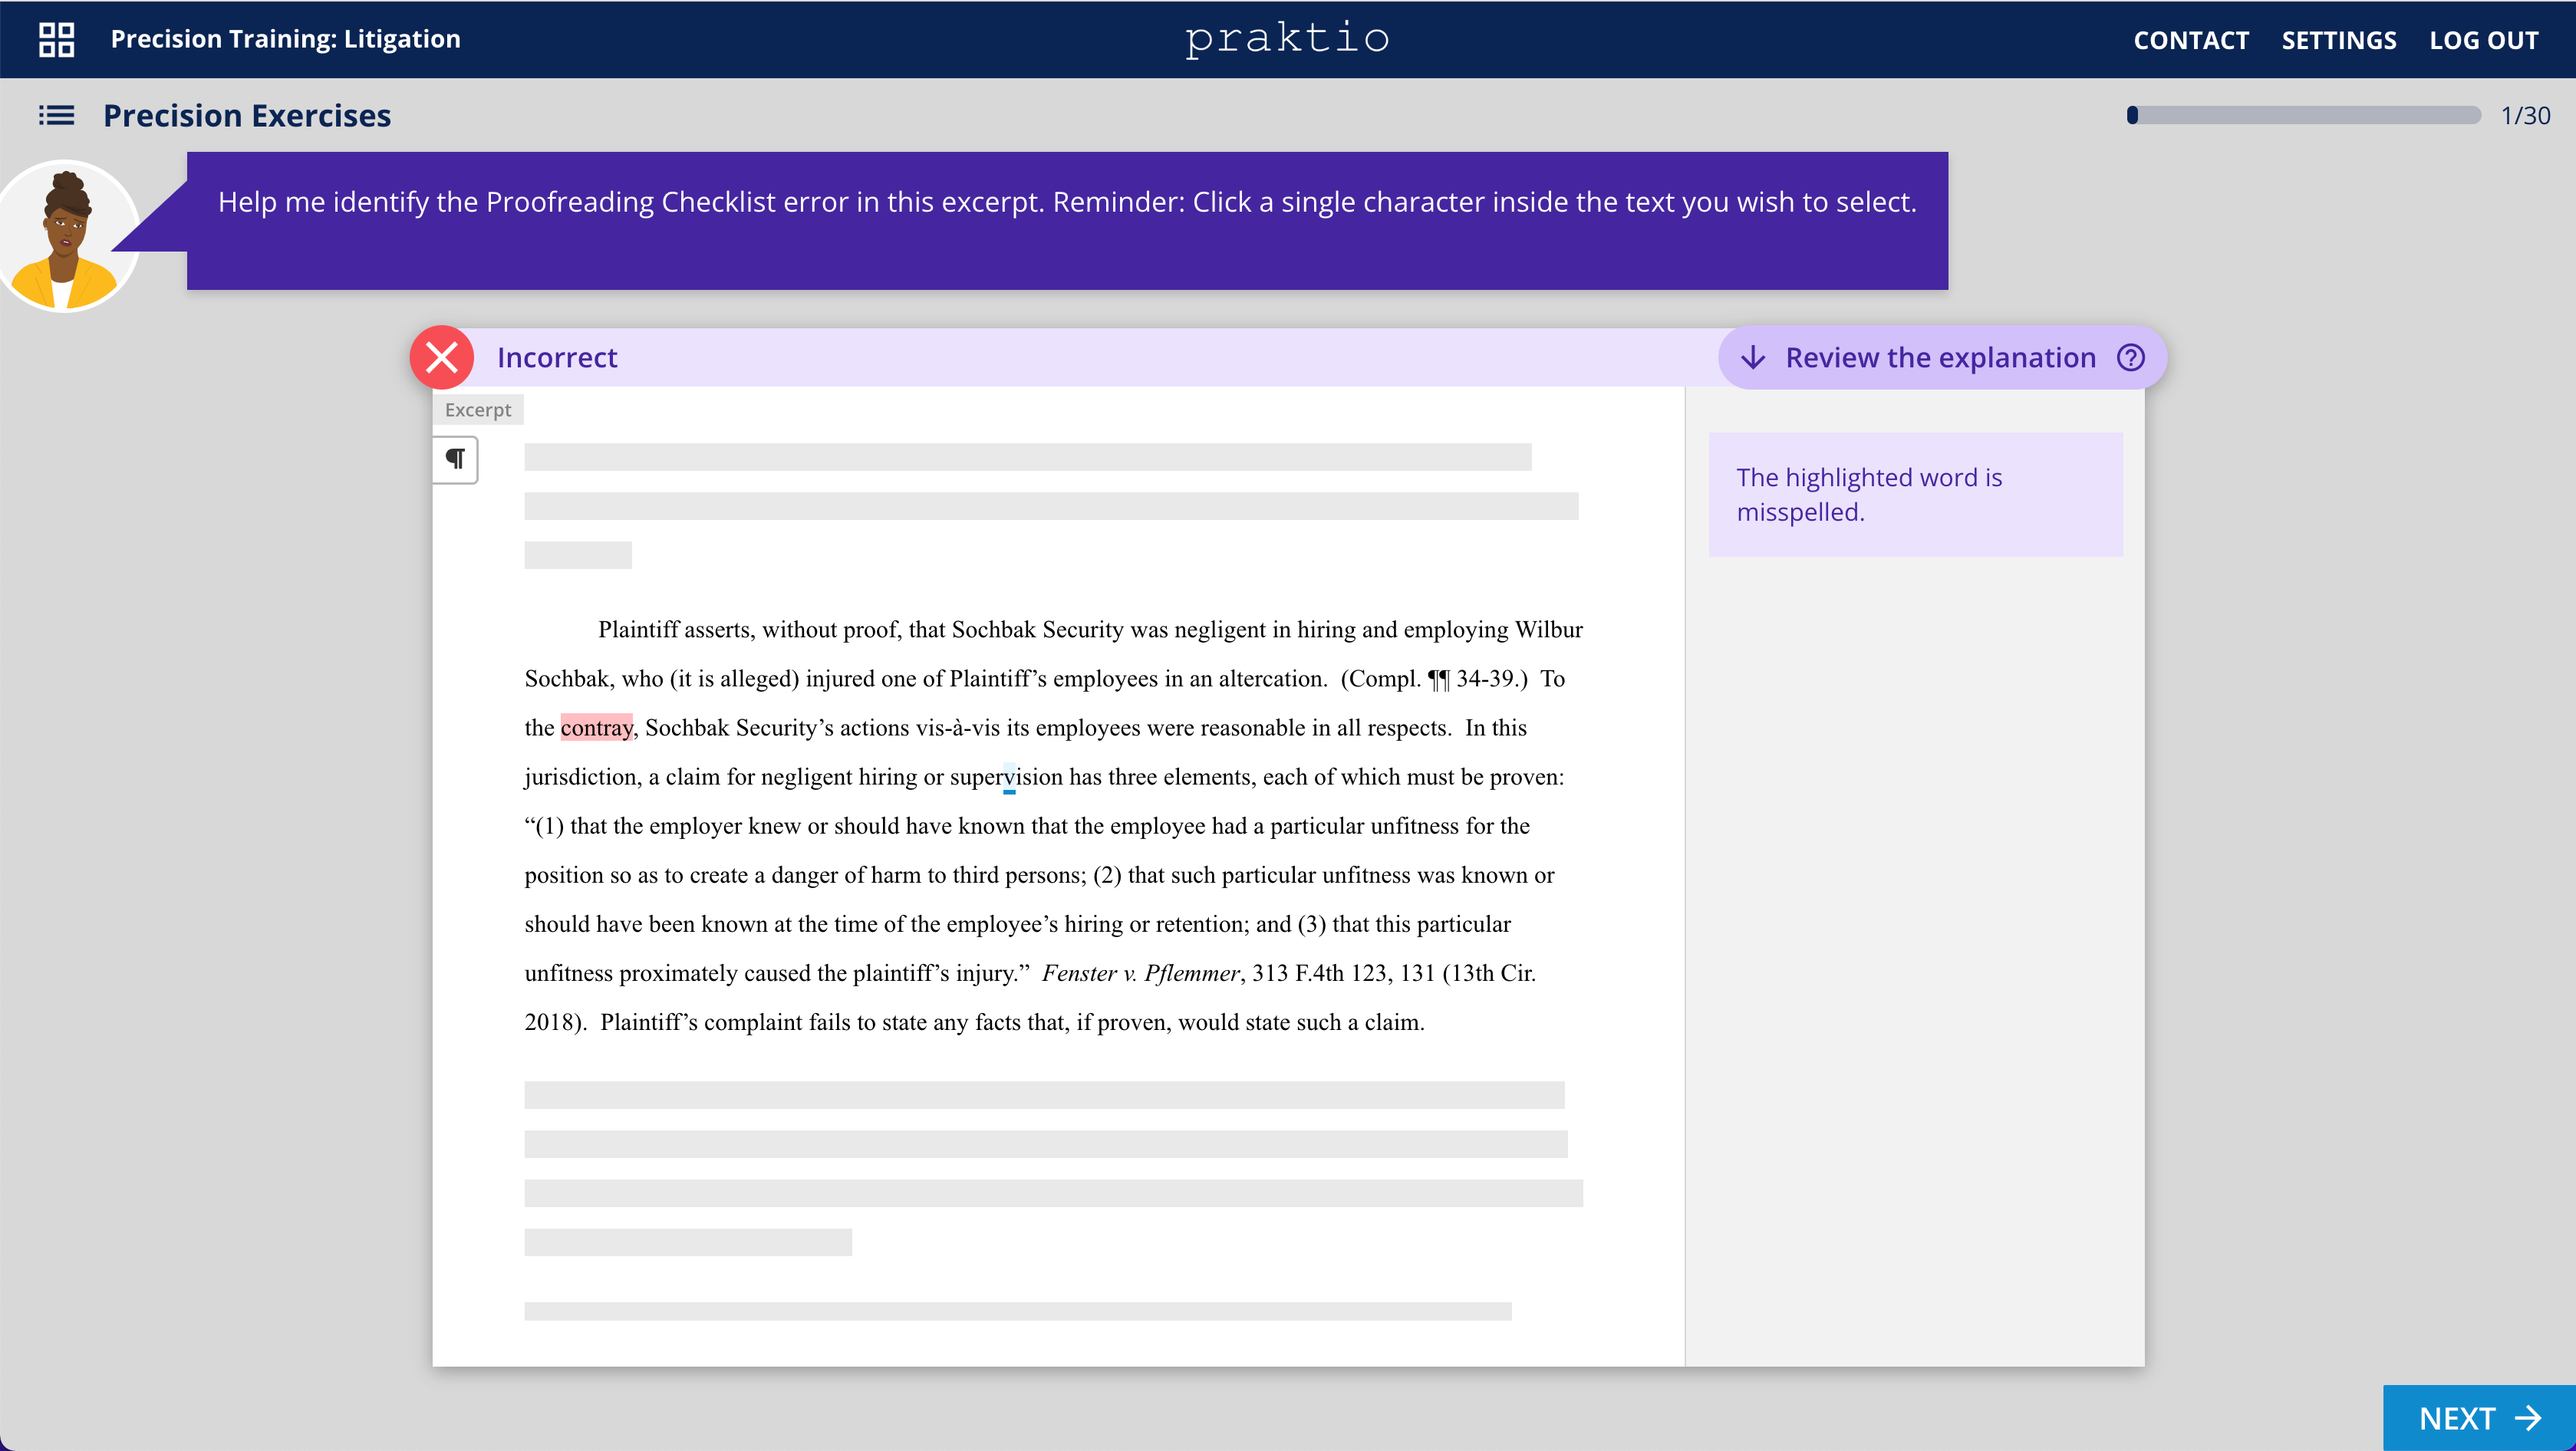 Precision Training: Litigation
praktio
CONTACT SETTINGS LOG OUT
Precision Exercises
1/30
Help me identify the Proofreading Checklist error in this excerpt. Reminder: Click a single character inside the text you wish to select.
Incorrect
Review the explanation ?
Excerpt
¶
The highlighted word is
misspelled.
Plaintiff asserts, without proof, that Sochbak Security was negligent in hiring and employing Wilbur
Sochbak, who (it is alleged) injured one of Plaintiff’s employees in an altercation.  (Compl. ¶¶ 34-39.)  To
the contray, Sochbak Security’s actions vis-à-vis its employees were reasonable in all respects.  In this
jurisdiction, a claim for negligent hiring or supervision has three elements, each of which must be proven:
“(1) that the employer knew or should have known that the employee had a particular unfitness for the
position so as to create a danger of harm to third persons; (2) that such particular unfitness was known or
should have been known at the time of the employee’s hiring or retention; and (3) that this particular
unfitness proximately caused the plaintiff’s injury.”  Fenster v. Pflemmer, 313 F.4th 123, 131 (13th Cir.
2018).  Plaintiff’s complaint fails to state any facts that, if proven, would state such a claim.
NEXT